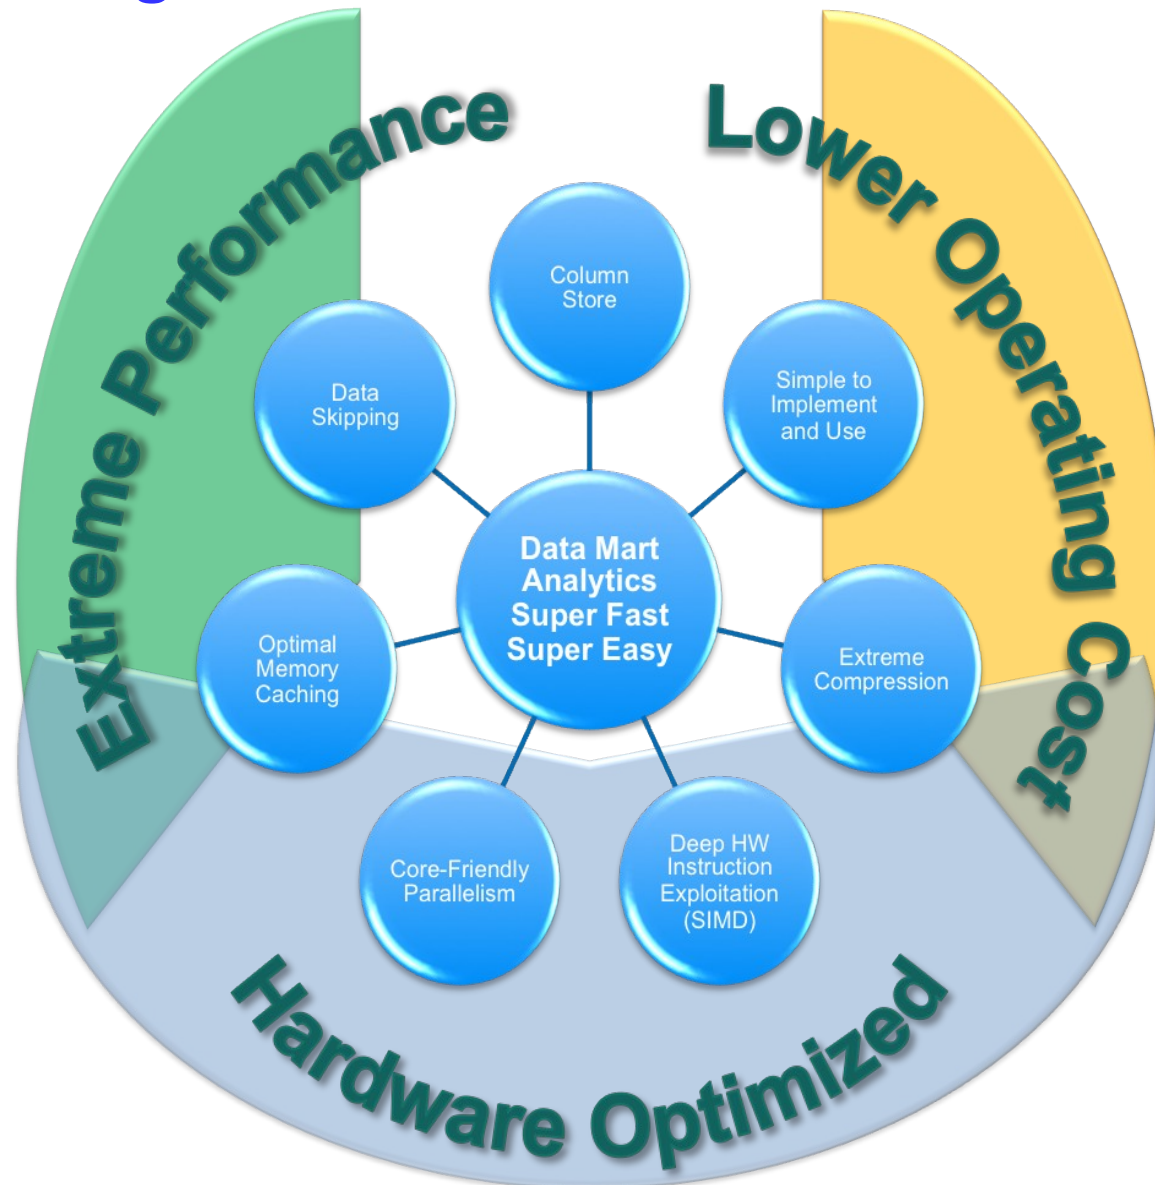 Extreme Performance
Lower Operating Cost
Column
Store
Data
Skipping
Simple to
Implement
and Use
Data Mart
Analytics
Super Fast
Super Easy
Optimal
Memory
Caching
Extreme
Compression
Core-Friendly
Parallelism
Deep HW
Instruction
Exploitation
(SIMD)
Hardware Optimized